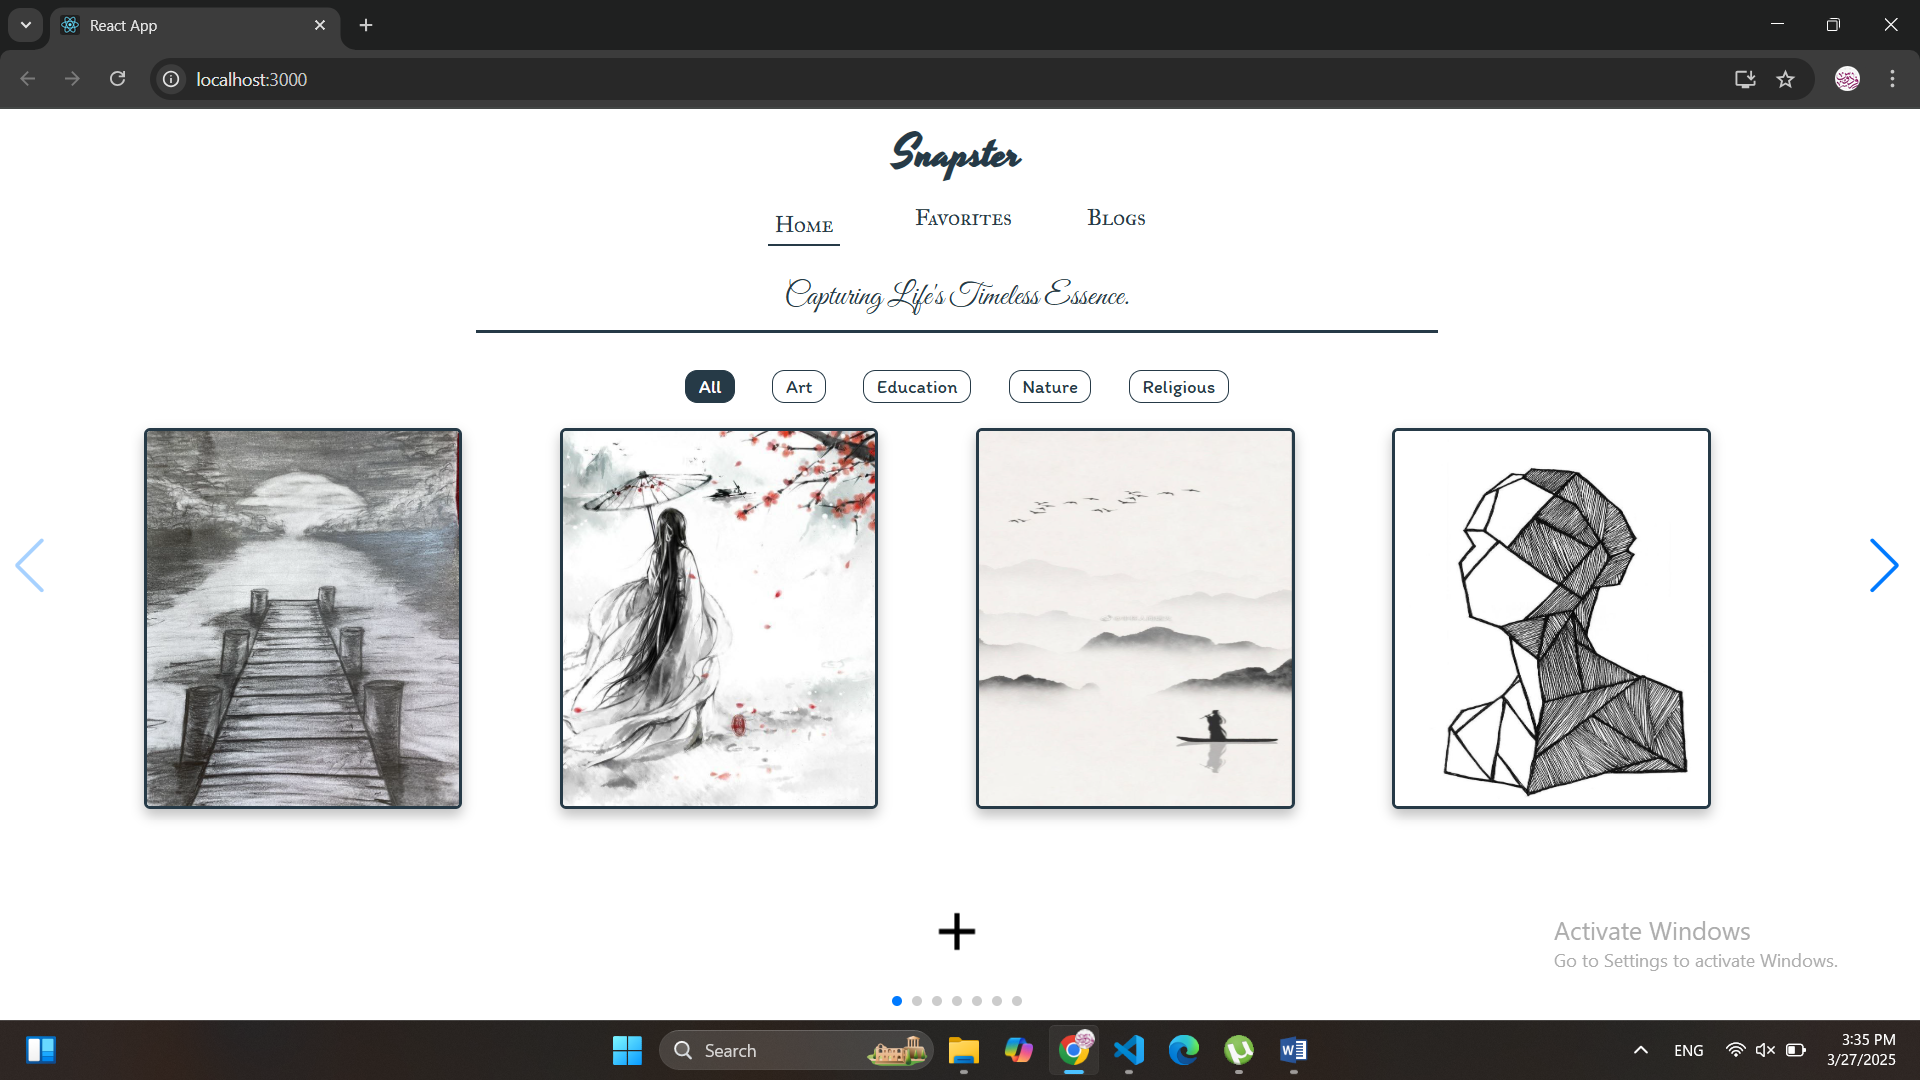 React App
localhost:3000
Snapster
Home
Favorites
Blogs
Capturing Life's Timeless Essence.
All
Art
Education
Nature
Religious
Activate Windows
Go to Settings to activate Windows.
Search
W
ENG
3:35 PM
3/27/2025